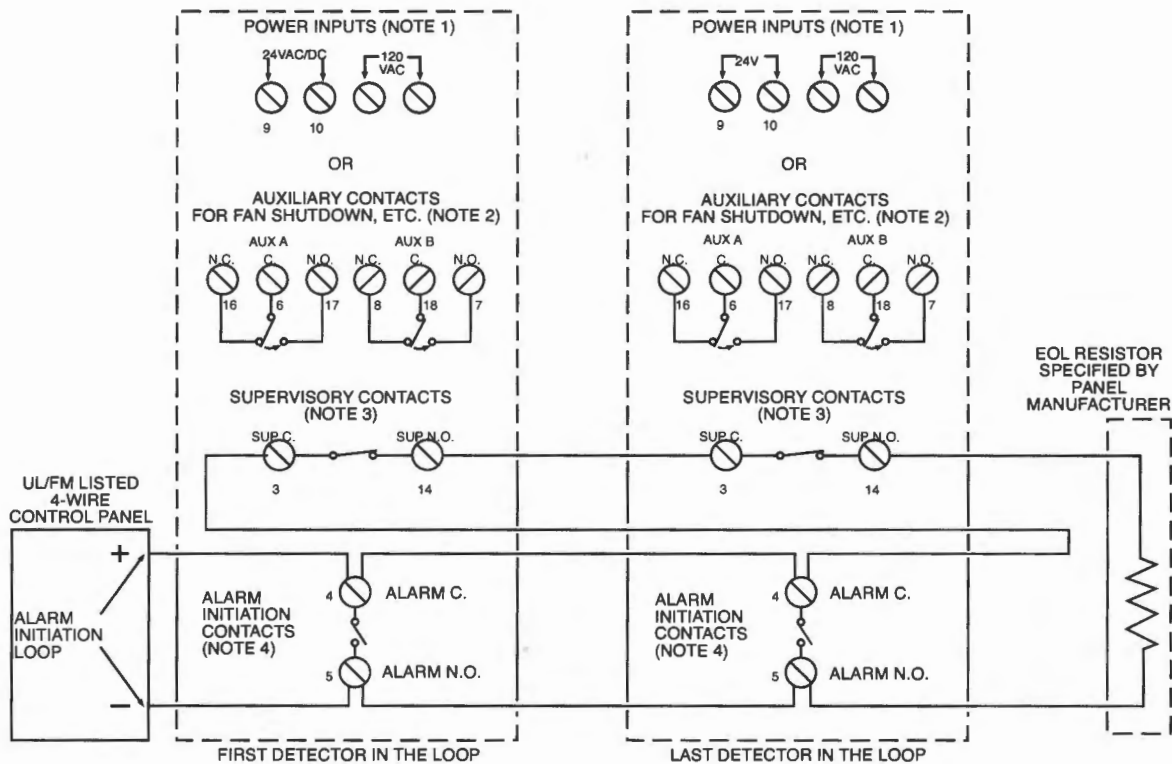 POWER INPUTS (NOTE 1)
24VAC/DC
120
VAC
9
10
OR
AUXILIARY CONTACTS
FOR FAN SHUTDOWN, ETC. (NOTE 2)
AUX A
AUX B
N.C.
C.
N.O.
N.C.
C.
N.O.
16
6
17
8
18
7
SUPERVISORY CONTACTS
(NOTE 3)
SUP C.
SUP N.O.
3
14
POWER INPUTS (NOTE 1)
24V
120
VAC
9
10
OR
AUXILIARY CONTACTS
FOR FAN SHUTDOWN, ETC. (NOTE 2)
AUX A
AUX B
N.C.
C.
N.O.
N.C.
C.
N.O.
16
6
17
8
18
7
SUPERVISORY CONTACTS
(NOTE 3)
SUP C.
SUP N.O.
3
14
EOL RESISTOR
SPECIFIED BY
PANEL
MANUFACTURER
UL/FM LISTED
4-WIRE
CONTROL PANEL
+
ALARM
INITIATION
LOOP
–
ALARM
INITIATION
CONTACTS
(NOTE 4)
4
ALARM C.
5
ALARM N.O.
FIRST DETECTOR IN THE LOOP
ALARM
INITIATION
CONTACTS
(NOTE 4)
4
ALARM C.
5
ALARM N.O.
LAST DETECTOR IN THE LOOP